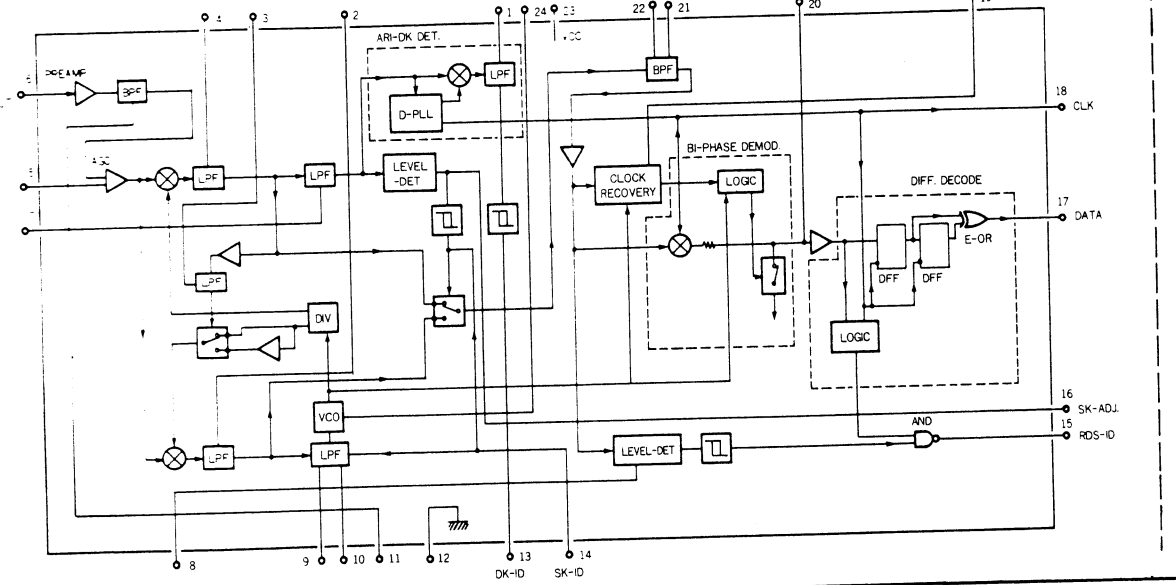 4
3
2
1
24
23
22
21
20
ARI-DK DET.
VCC
PREAMP
BPF
LPF
BPF
18
CLK
D-PLL
AGC
BI-PHASE DEMOD.
LPF
LPF
LEVEL
-DET
CLOCK
RECOVERY
LOGIC
DIFF. DECODE
17
DATA
E-OR
DFF
DFF
LPF
DIV
LOGIC
VCO
16
SK-ADJ.
AND
15
RDS-ID
LPF
LPF
LEVEL-DET
8
9
10
11
12
13
14
DK-ID
SK-ID